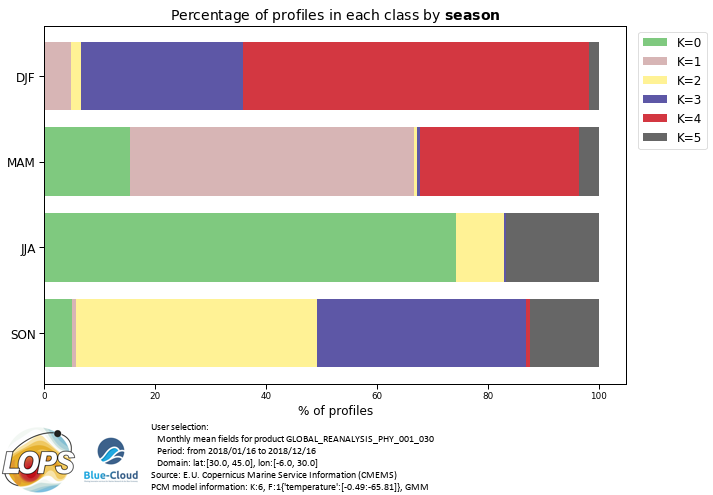 Percentage of profiles in each class by season
K=0
K=1
K=2
K=3
K=4
K=5
DJF
MAM
JJA
SON
0 20 40 60 80 100
% of profiles
LOPS
Blue-Cloud
User selection:
Monthly mean fields for product GLOBAL_REANALYSIS_PHY_001_030
Period: from 2018/01/16 to 2018/12/16
Domain: lat:[30.0, 45.0], lon:[-6.0, 30.0]
Source: E.U. Copernicus Marine Service Information (CMEMS)
PCM model information: K:6, F:1{'temperature':[-0.49:-65.81]}, GMM